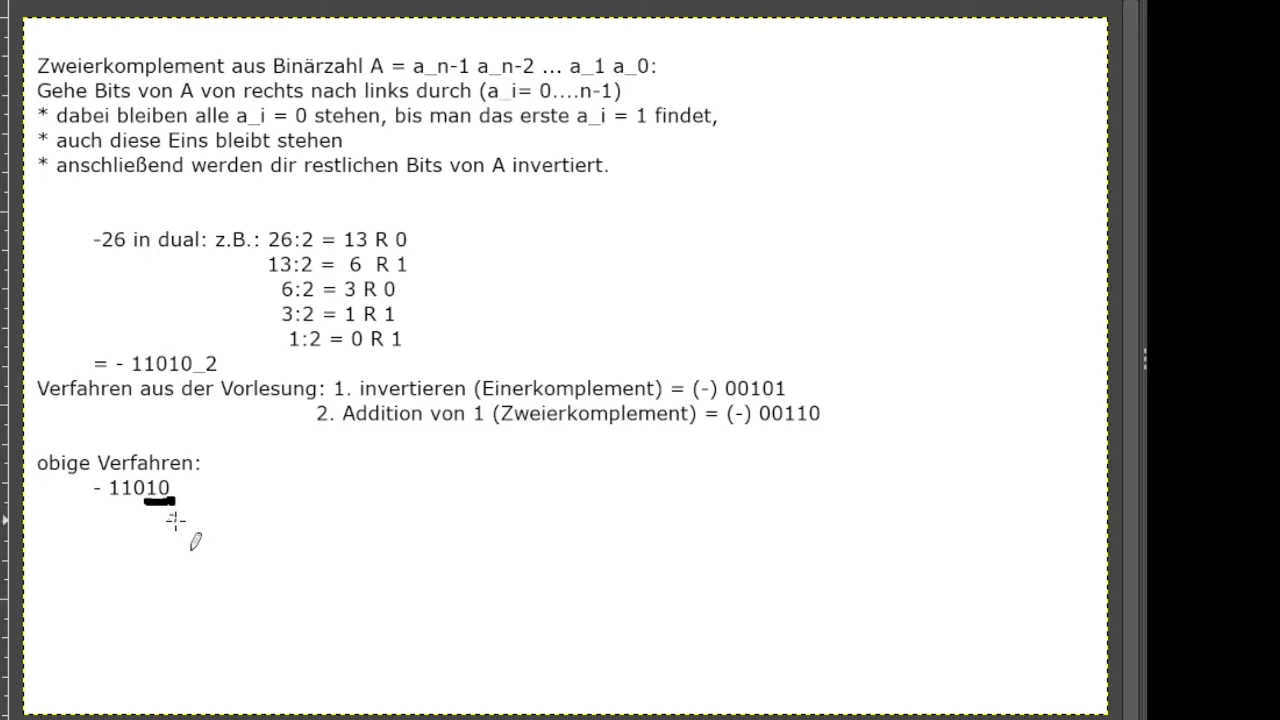 Zweierkomplement aus Binärzahl A = a_n-1 a_n-2 ... a_1 a_0:
Gehe Bits von A von rechts nach links durch (a_i= 0....n-1)
* dabei bleiben alle a_i = 0 stehen, bis man das erste a_i = 1 findet,
* auch diese Eins bleibt stehen
* anschließend werden dir restlichen Bits von A invertiert.
-26 in dual: z.B.: 26:2 = 13 R 0
13:2 = 6 R 1
6:2 = 3 R 0
3:2 = 1 R 1
1:2 = 0 R 1
= - 11010_2
Verfahren aus der Vorlesung: 1. invertieren (Einerkomplement) = (-) 00101
2. Addition von 1 (Zweierkomplement) = (-) 00110
obige Verfahren:
- 11010